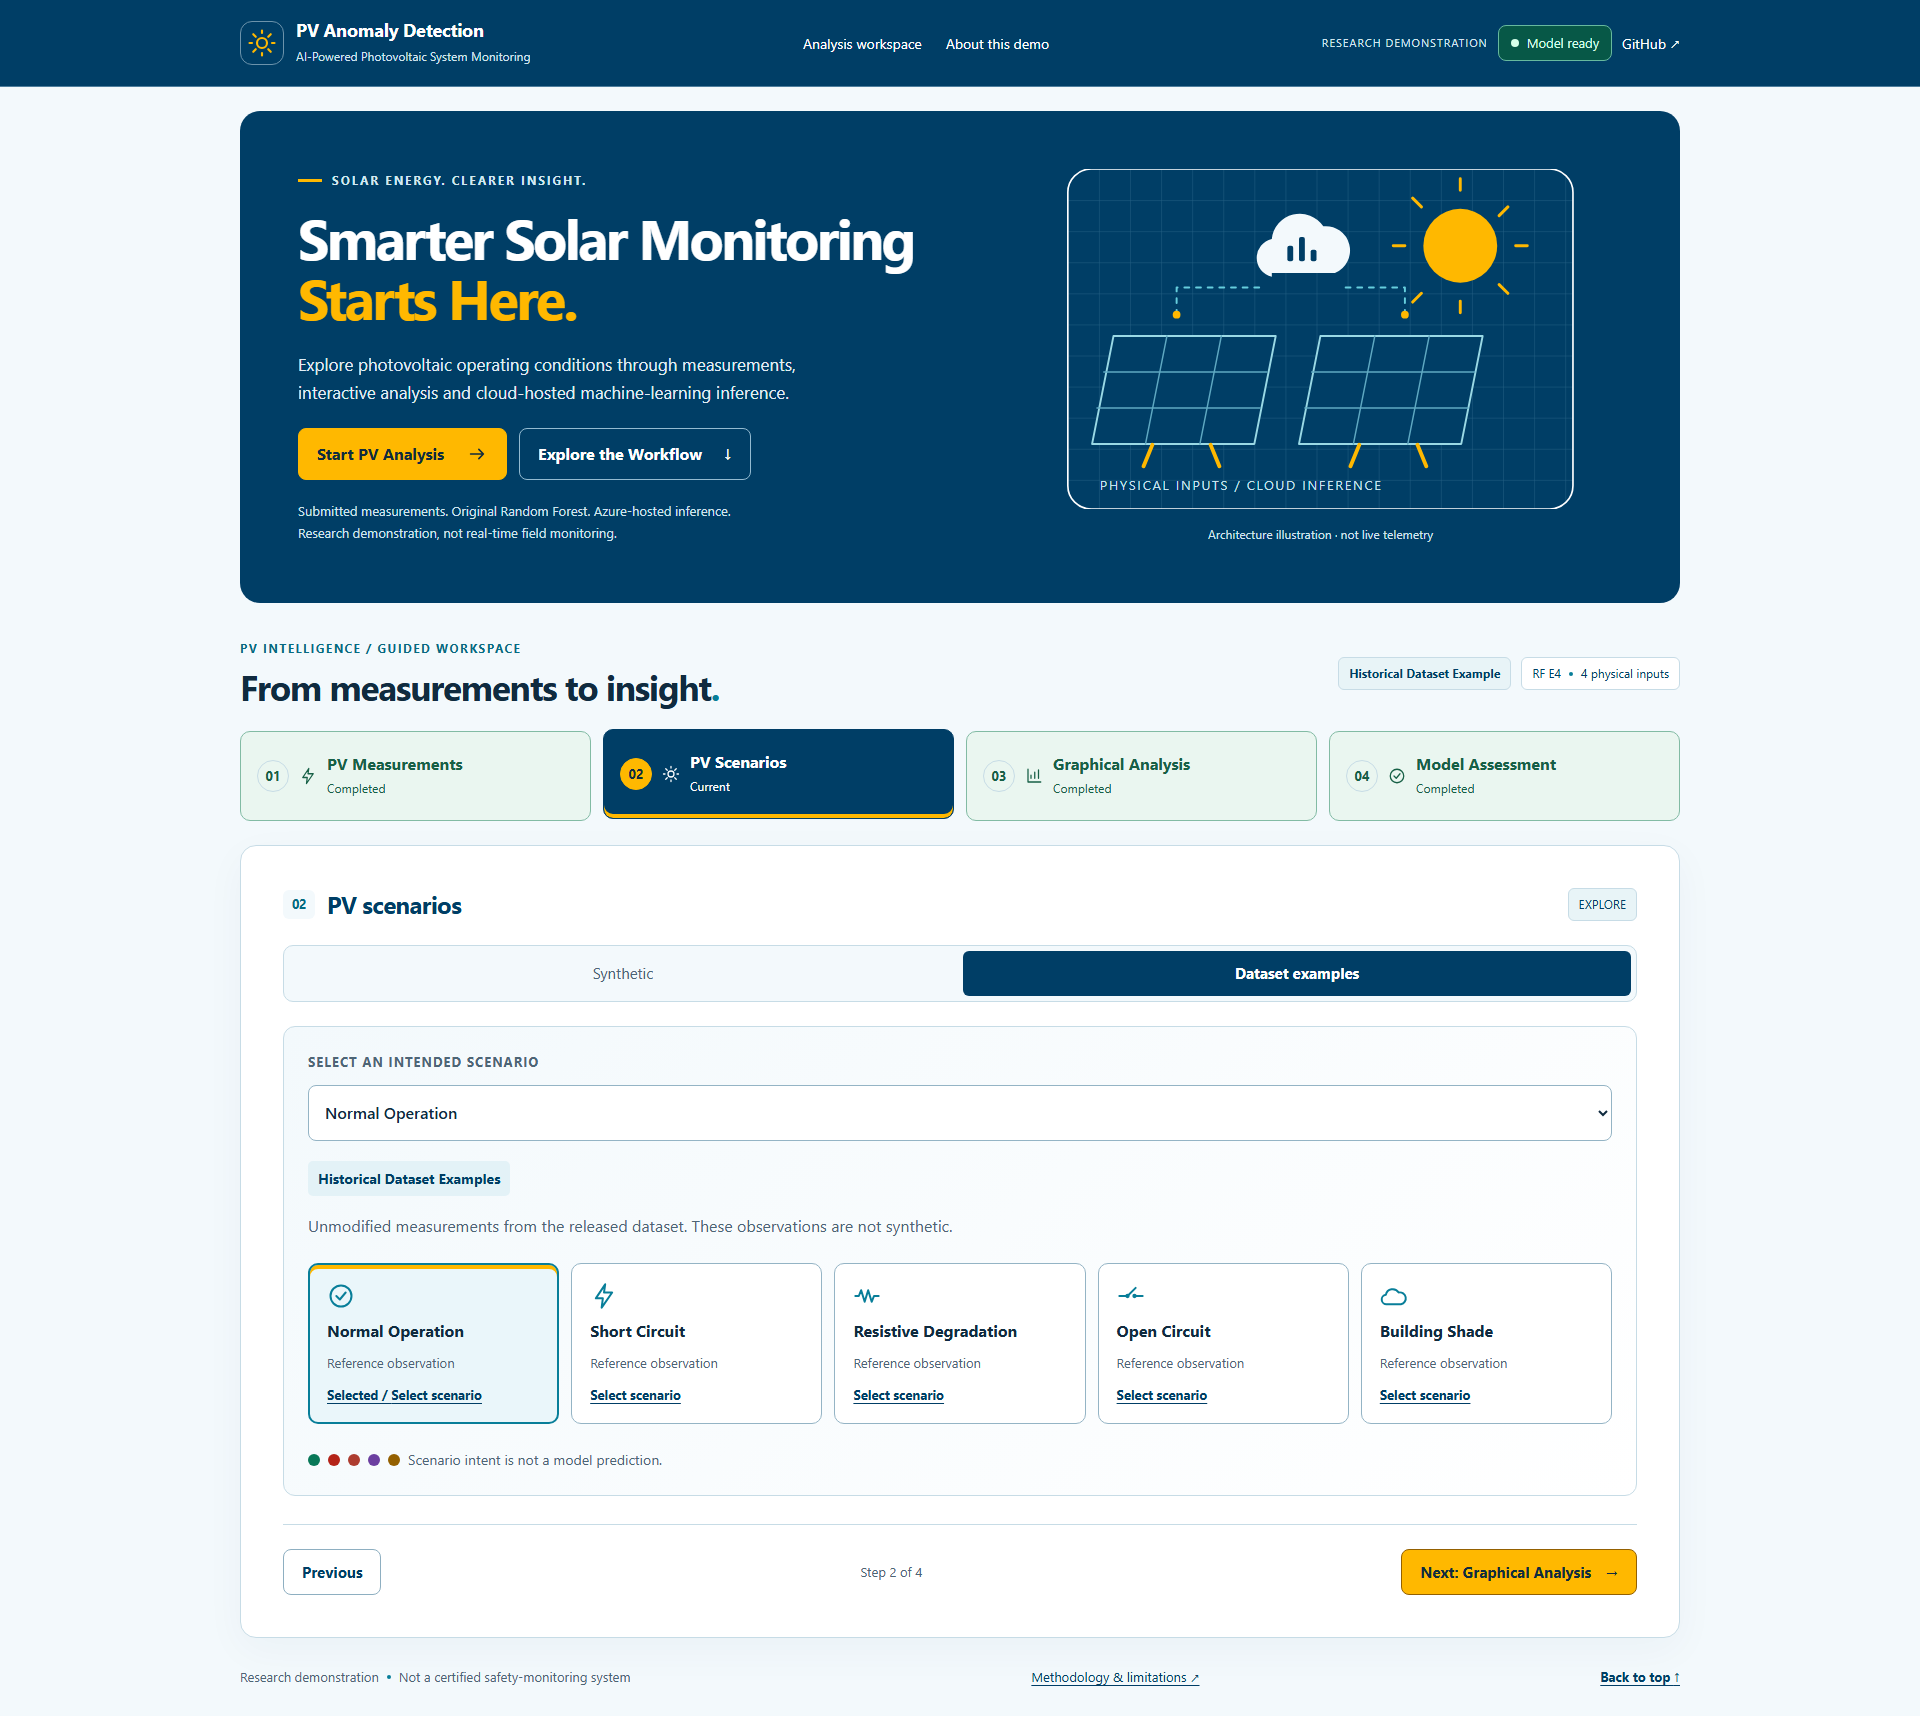 PV Anomaly Detection
AI-Powered Photovoltaic System Monitoring
Analysis workspace
About this demo
RESEARCH DEMONSTRATION
Model ready
GitHub ↗
SOLAR ENERGY. CLEARER INSIGHT.
Smarter Solar Monitoring
Starts Here.
Explore photovoltaic operating conditions through measurements,
interactive analysis and cloud-hosted machine-learning inference.
Start PV Analysis →
Explore the Workflow ↓
Submitted measurements. Original Random Forest. Azure-hosted inference.
Research demonstration, not real-time field monitoring.
PHYSICAL INPUTS / CLOUD INFERENCE
Architecture illustration · not live telemetry
PV INTELLIGENCE / GUIDED WORKSPACE
From measurements to insight.
Historical Dataset Example
RF E4 • 4 physical inputs
01
PV Measurements
Completed
02
PV Scenarios
Current
03
Graphical Analysis
Completed
04
Model Assessment
Completed
02
PV scenarios
EXPLORE
Synthetic
Dataset examples
SELECT AN INTENDED SCENARIO
Normal Operation
Historical Dataset Examples
Unmodified measurements from the released dataset. These observations are not synthetic.
Normal Operation
Reference observation
Selected / Select scenario
Short Circuit
Reference observation
Select scenario
Resistive Degradation
Reference observation
Select scenario
Open Circuit
Reference observation
Select scenario
Building Shade
Reference observation
Select scenario
Scenario intent is not a model prediction.
Previous
Step 2 of 4
Next: Graphical Analysis →
Research demonstration • Not a certified safety-monitoring system
Methodology & limitations ↗
Back to top ↑